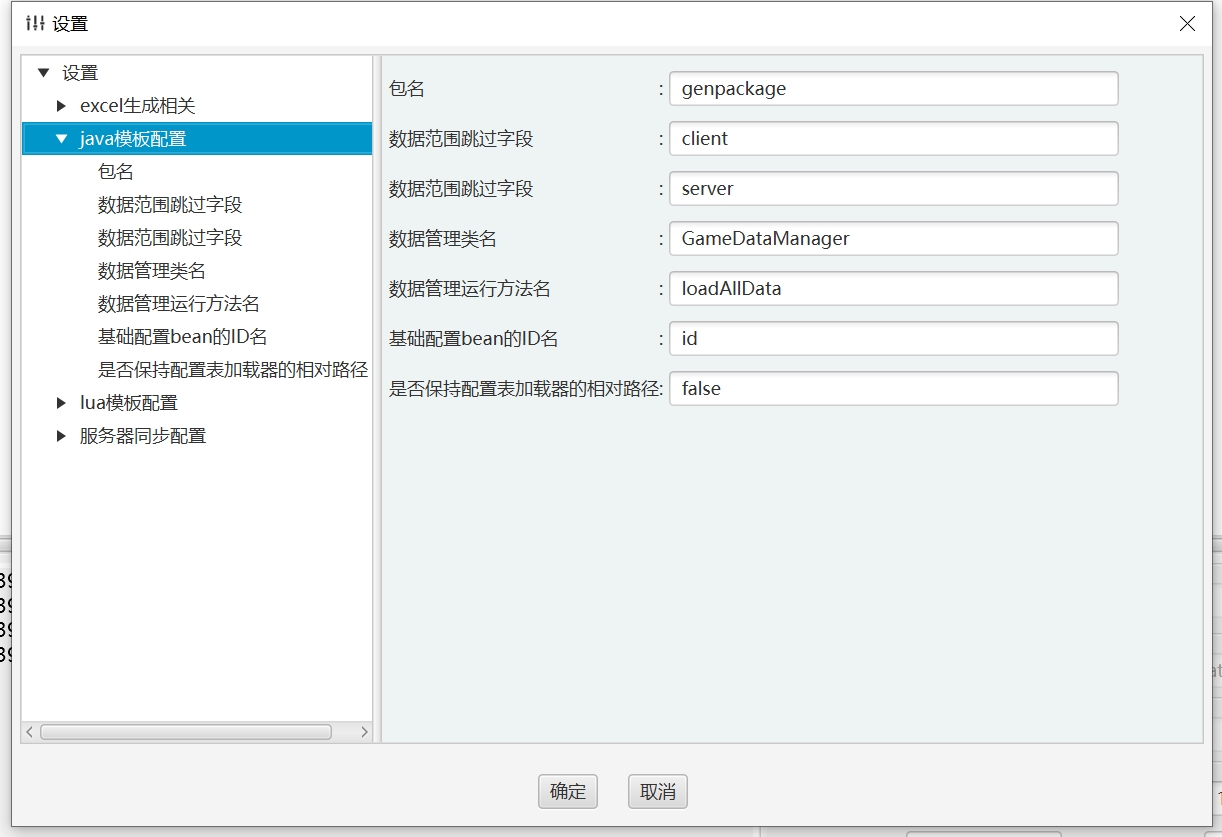 设置
设置
excel生成相关
java模板配置
包名
数据范围跳过字段
数据范围跳过字段
数据管理类名
数据管理运行方法名
基础配置bean的ID名
是否保持配置表加载器的相对路径
lua模板配置
服务器同步配置
包名 : genpackage
数据范围跳过字段 : client
数据范围跳过字段 : server
数据管理类名 : GameDataManager
数据管理运行方法名 : loadAllData
基础配置bean的ID名 : id
是否保持配置表加载器的相对路径: false
确定 取消